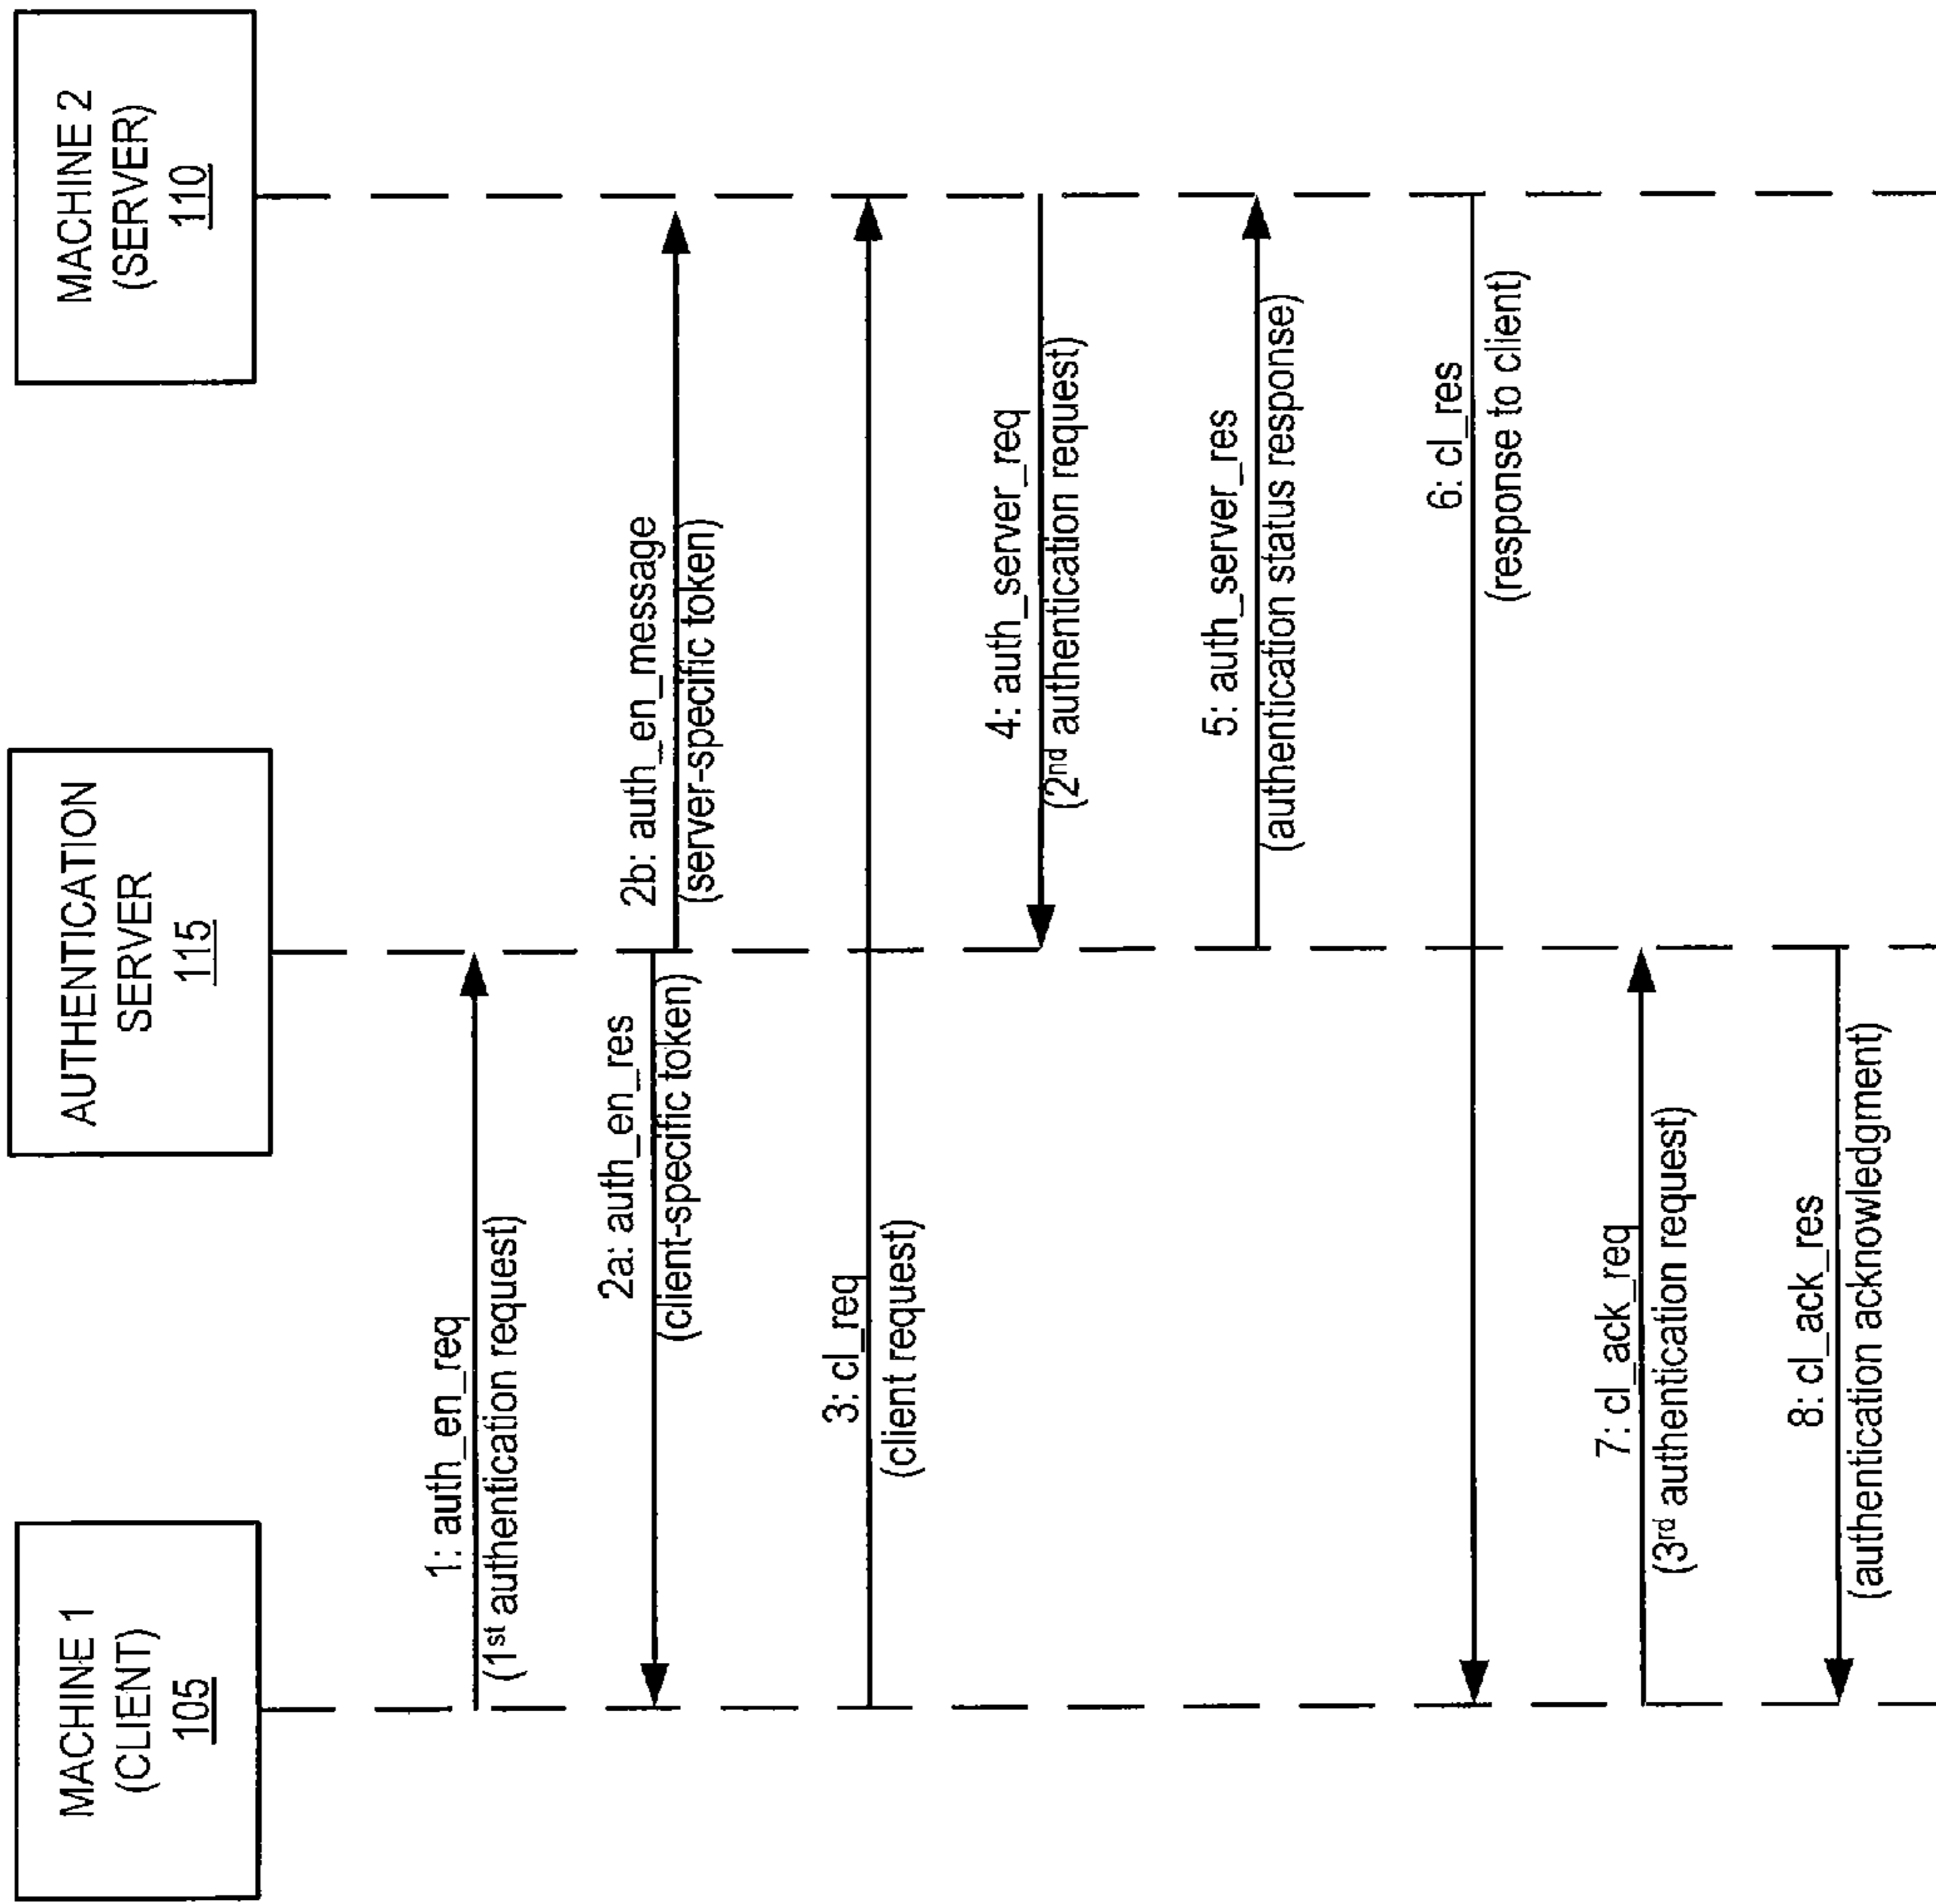 MACHINE 1
(CLIENT)
105
AUTHENTICATION
SERVER
115
MACHINE 2
(SERVER)
110
1: auth_en_req
(1st authentication request)
2a: auth_en_res
(client-specific token)
2b: auth_en_message
(server-specific token)
3: cl_req
(client request)
4: auth_server_req
(2nd authentication request)
5: auth_server_res
(authentication status response)
6: cl_res
(response to client)
7: cl_ack_req
(3rd authentication request)
8: cl_ack_res
(authentication acknowledgment)